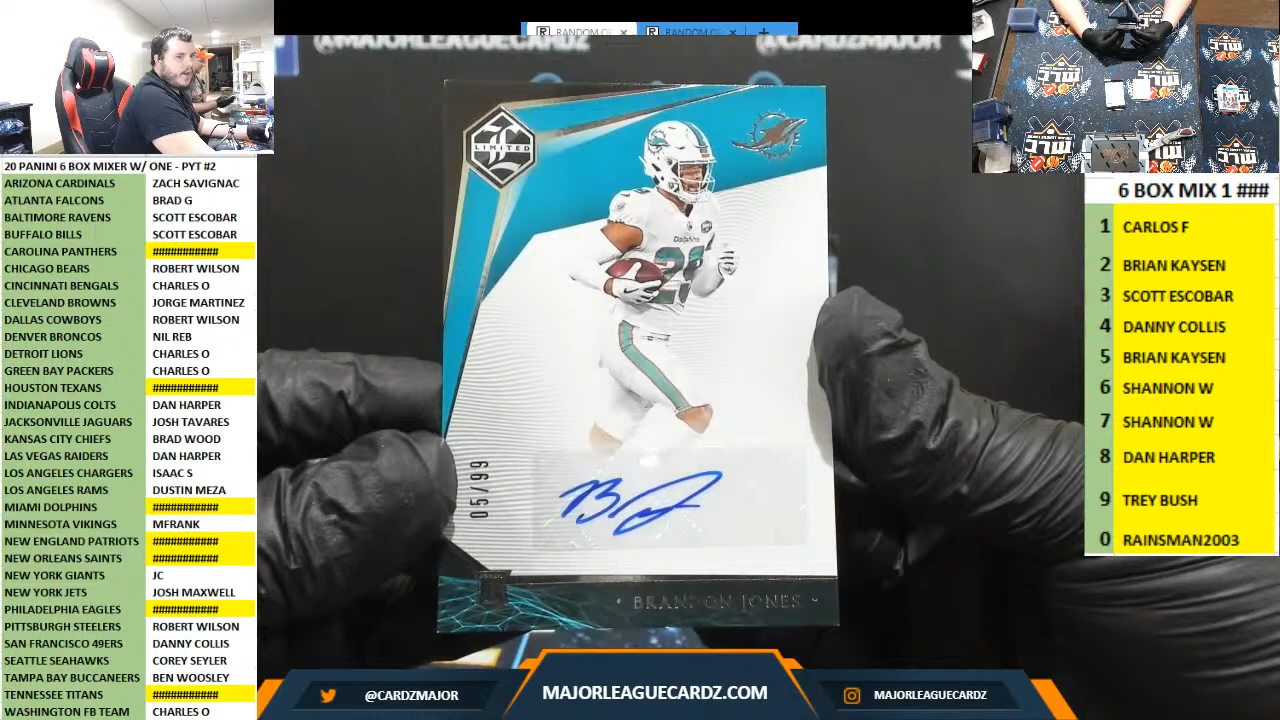 RANDOM.OR
RANDOM.OR
@MAJORLEAGUECARDZ
@CARDZMAJOR
20 PANINI 6 BOX MIXER W/ ONE - PYT #2
ARIZONA CARDINALS ZACH SAVIGNAC
ATLANTA FALCONS BRAD G
BALTIMORE RAVENS SCOTT ESCOBAR
BUFFALO BILLS SCOTT ESCOBAR
CAROLINA PANTHERS ###########
CHICAGO BEARS ROBERT WILSON
CINCINNATI BENGALS CHARLES O
CLEVELAND BROWNS JORGE MARTINEZ
DALLAS COWBOYS ROBERT WILSON
DENVER BRONCOS NIL REB
DETROIT LIONS CHARLES O
GREEN BAY PACKERS CHARLES O
HOUSTON TEXANS ###########
INDIANAPOLIS COLTS DAN HARPER
JACKSONVILLE JAGUARS JOSH TAVARES
KANSAS CITY CHIEFS BRAD WOOD
LAS VEGAS RAIDERS DAN HARPER
LOS ANGELES CHARGERS ISAAC S
LOS ANGELES RAMS DUSTIN MEZA
MIAMI DOLPHINS ###########
MINNESOTA VIKINGS MFRANK
NEW ENGLAND PATRIOTS ###########
NEW ORLEANS SAINTS ###########
NEW YORK GIANTS JC
NEW YORK JETS JOSH MAXWELL
PHILADELPHIA EAGLES ###########
PITTSBURGH STEELERS ROBERT WILSON
SAN FRANCISCO 49ERS DANNY COLLIS
SEATTLE SEAHAWKS COREY SEYLER
TAMPA BAY BUCCANEERS BEN WOOSLEY
TENNESSEE TITANS ###########
WASHINGTON FB TEAM CHARLES O
LIMITED
Dolphins
29
05/99
BRANDON JONES
6 BOX MIX 1 ###
1 CARLOS F
2 BRIAN KAYSEN
3 SCOTT ESCOBAR
4 DANNY COLLIS
5 BRIAN KAYSEN
6 SHANNON W
7 SHANNON W
8 DAN HARPER
9 TREY BUSH
0 RAINSMAN2003
@CARDZMAJOR
MAJORLEAGUECARDZ.COM
MAJORLEAGUECARDZ